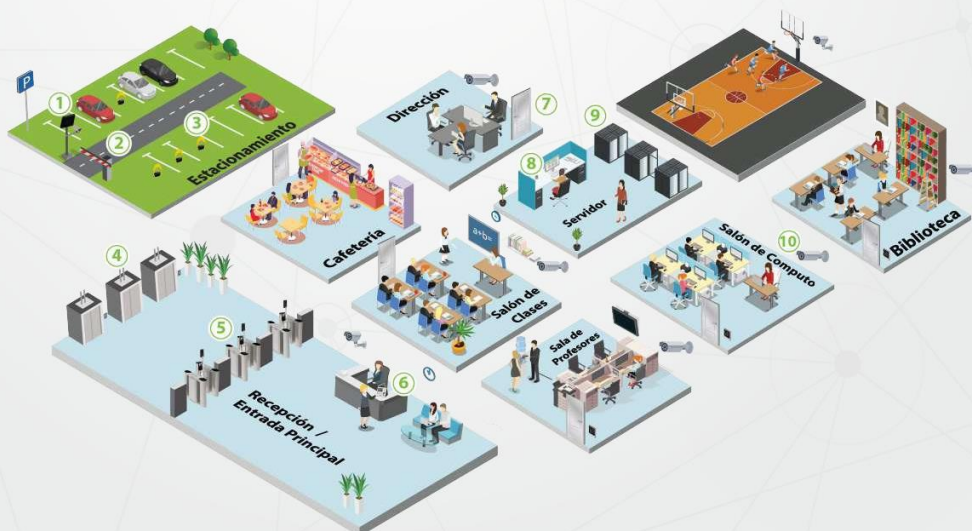 P
1
2
3
Estacionamiento
4
5
Recepción /
Entrada Principal
6
Cafetería
Dirección
7
8
9
Servidor
a+b=
Salón de
Clases
Sala de
Profesores
Salón de Computo
10
Biblioteca